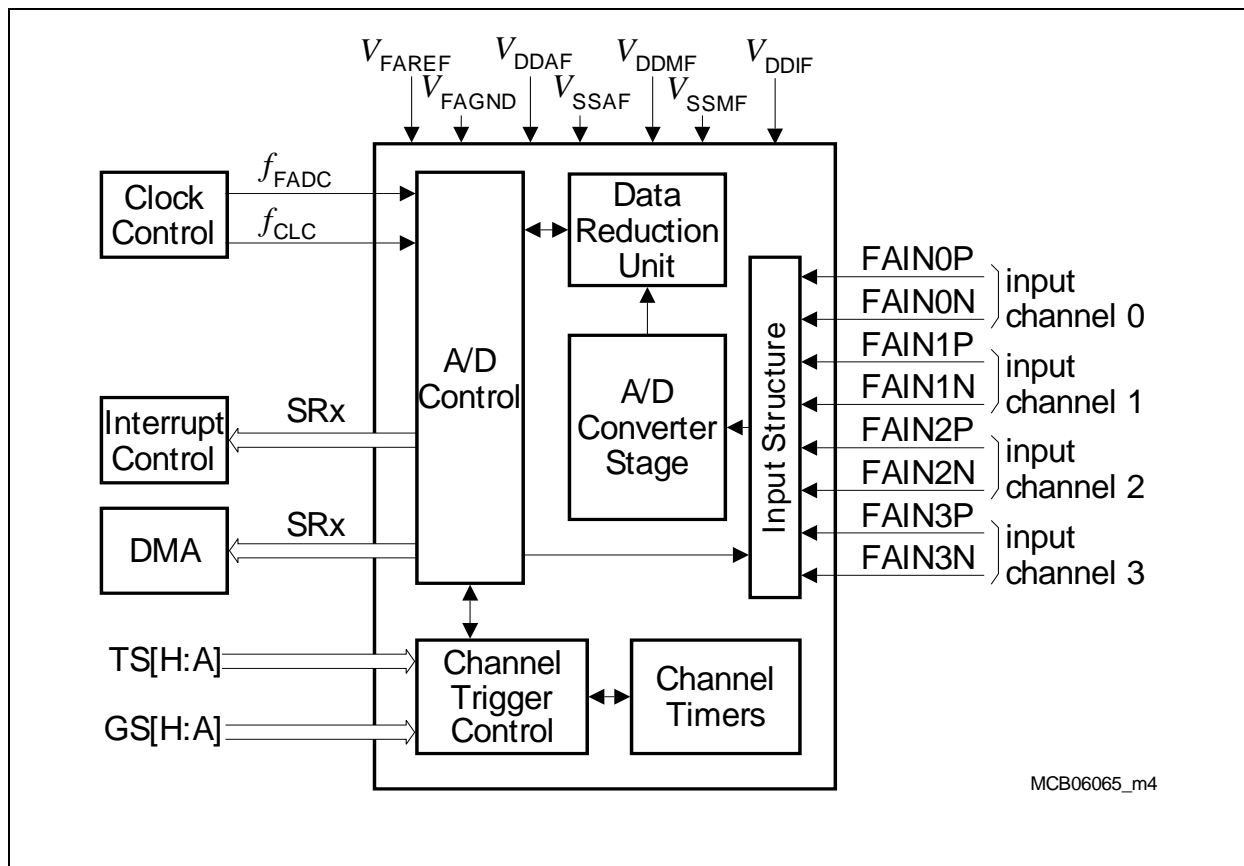 VFAREF
VDDAF
VDDMF
VDDIF
VFAGND
VSSAF
VSSMF
Clock
Control
fFADC
fCLC
A/D
Control
Data
Reduction
Unit
A/D
Converter
Stage
Input Structure
FAIN0P
FAIN0N
FAIN1P
FAIN1N
FAIN2P
FAIN2N
FAIN3P
FAIN3N
input
channel 0
input
channel 1
input
channel 2
input
channel 3
Interrupt
Control
SRx
DMA
SRx
TS[H:A]
GS[H:A]
Channel
Trigger
Control
Channel
Timers
MCB06065_m4